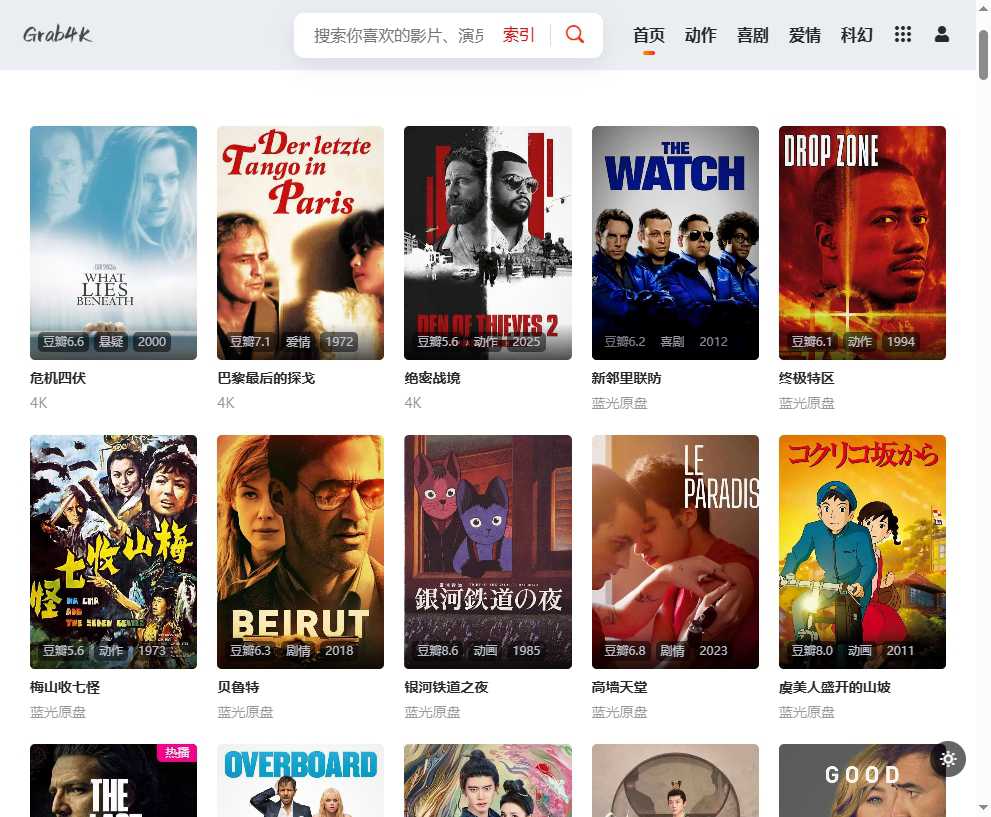 Grab4K
搜索你喜欢的影片、演员 索引
首页 动作 喜剧 爱情 科幻
WHAT
LIES
BENEATH
豆瓣6.6 悬疑 2000
危机四伏
4K
Der letzte
Tango in
Paris
豆瓣7.1 爱情 1972
巴黎最后的探戈
4K
DEN OF THIEVES 2
豆瓣5.6 动作 2025
绝密战境
4K
THE
WATCH
豆瓣6.2 喜剧 2012
新邻里联防
蓝光原盘
DROP ZONE
豆瓣6.1 动作 1994
终极特区
蓝光原盘
梅山收七怪
NA CHA
AND
THE SEVEN DEVILS
豆瓣5.6 动作 1973
梅山收七怪
蓝光原盘
BEIRUT
豆瓣6.3 剧情 2018
贝鲁特
蓝光原盘
銀河鉄道の夜
豆瓣8.6 动画 1985
银河铁道之夜
蓝光原盘
LE
PARADIS
豆瓣6.8 剧情 2023
高墙天堂
蓝光原盘
コクリコ坂から
豆瓣8.0 动画 2011
虞美人盛开的山坡
蓝光原盘
热播
THE
OVERBOARD
GOOD